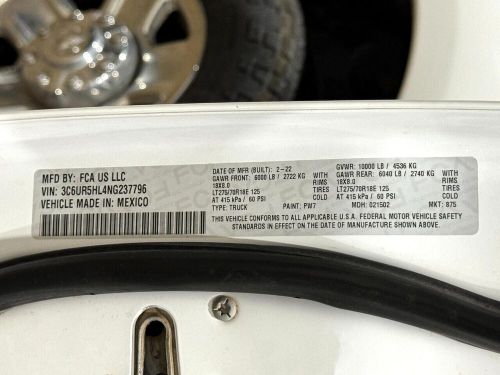 MFD BY: FCA US LLC
VIN: 3C6UR5HL4NG237796
VEHICLE MADE IN: MEXICO
DATE OF MFR (BUILT): 2-22 GVWR: 10000 LB / 4536 KG
GAWR FRONT: 6000 LB / 2722 KG WITH GAWR REAR: 6040 LB / 2740 KG WITH
18X8.0 RIMS 18X8.0 RIMS
LT275/70R18E 125 TIRES LT275/70R18E 125 TIRES
AT 415 kPa / 60 PSI COLD AT 415 kPa / 60 PSI COLD
THIS VEHICLE CONFORMS TO ALL APPLICABLE U.S.A. FEDERAL MOTOR VEHICLE SAFETY
STANDARDS IN EFFECT ON THE DATE OF MANUFACTURE SHOWN ABOVE.
TYPE: TRUCK PAINT: PW7 MDH: 021502 MKT: 875